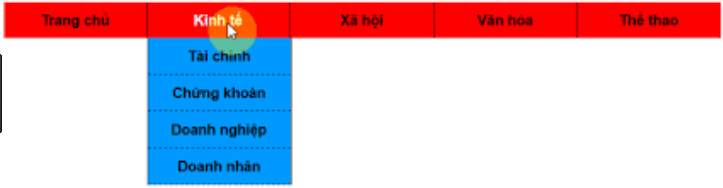 Trang chủ Kinh tế Xã hội Văn hóa Thể thao
Tài chính
Chứng khoán
Doanh nghiệp
Doanh nhân